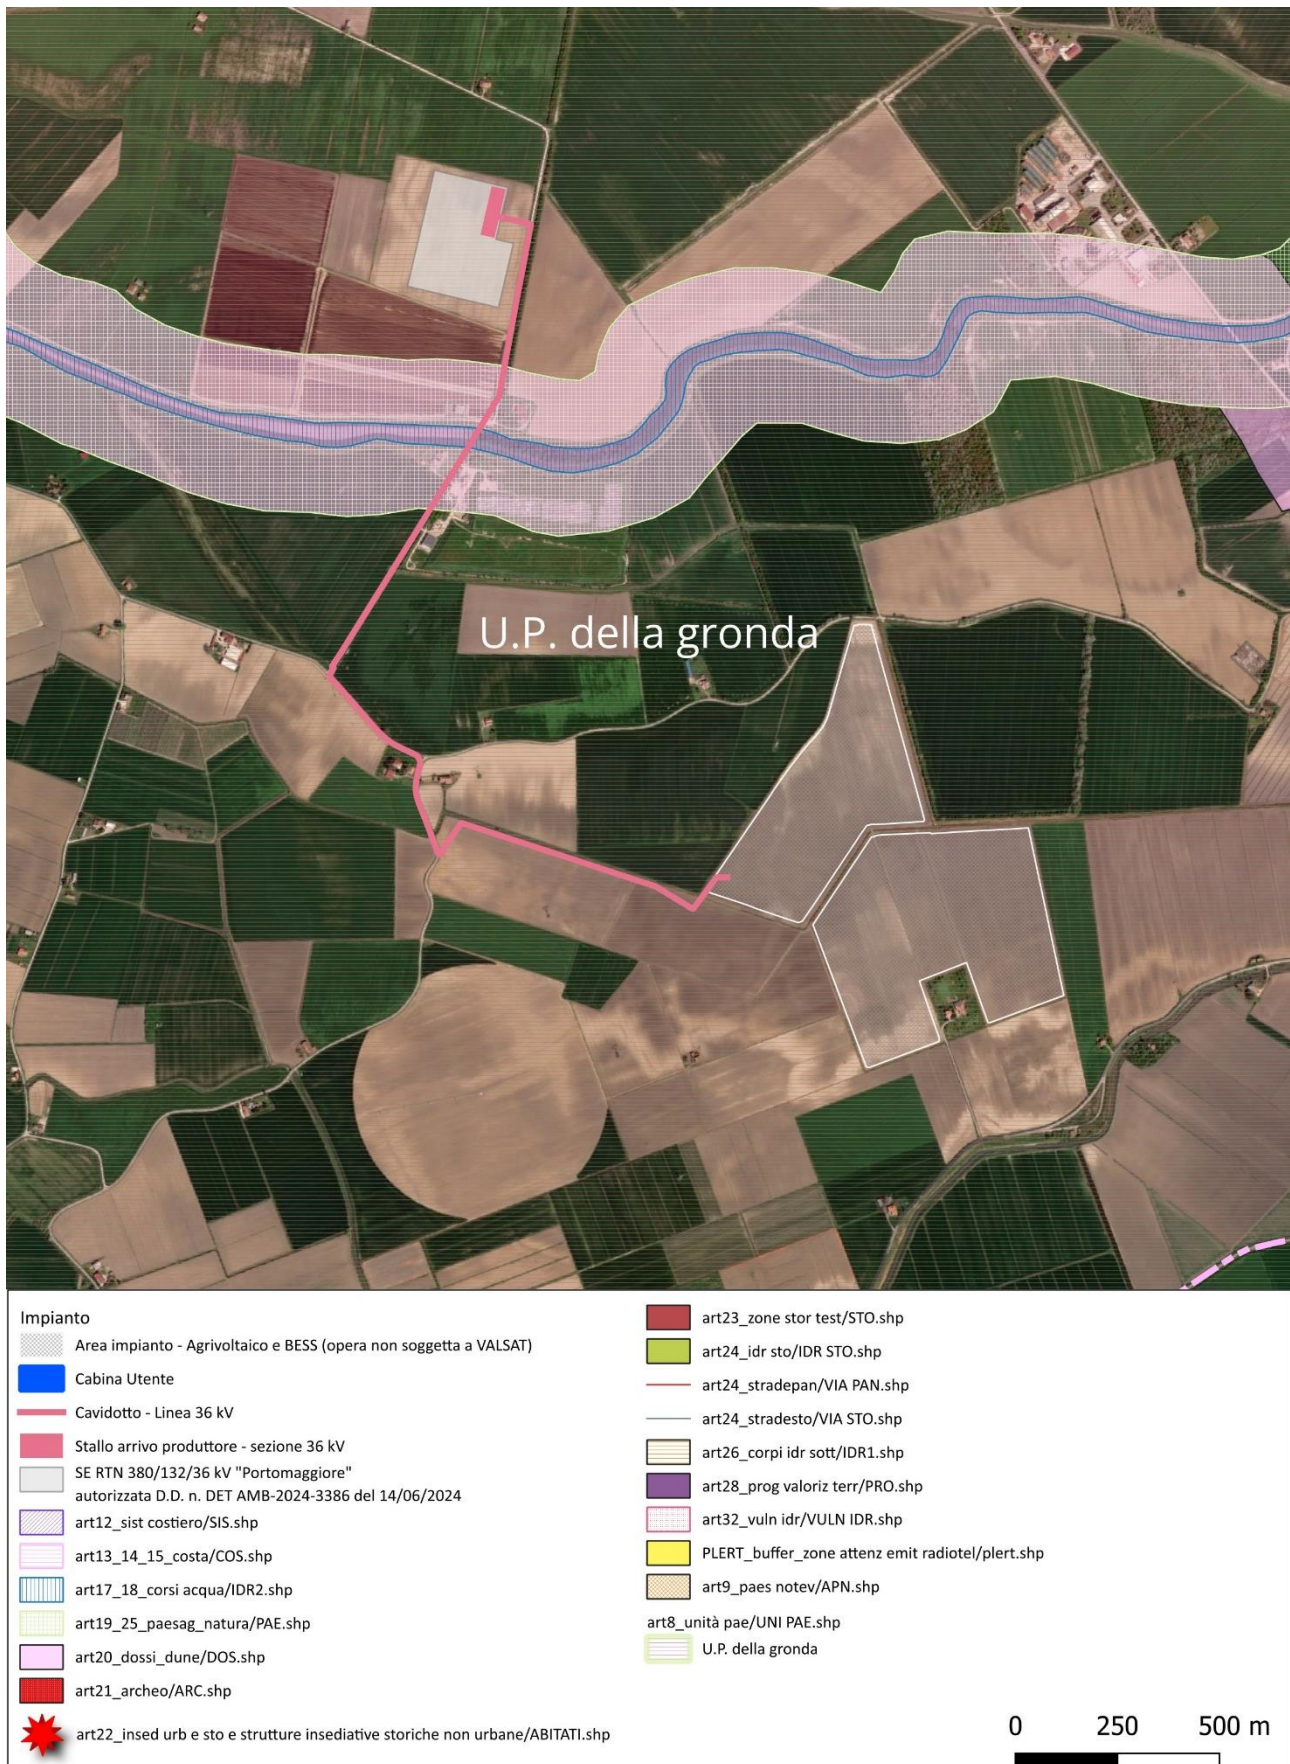 U.P. della gronda
Impianto
Area impianto - Agrivoltaico e BESS (opera non soggetta a VALSAT)
Cabina Utente
Cavidotto - Linea 36 kV
Stallo arrivo produttore - sezione 36 kV
SE RTN 380/132/36 kV "Portomaggiore"
autorizzata D.D. n. DET AMB-2024-3386 del 14/06/2024
art12_sist costiero/SIS.shp
art13_14_15_costa/COS.shp
art17_18_corsi acqua/IDR2.shp
art19_25_paesag_natura/PAE.shp
art20_dossi_dune/DOS.shp
art21_archeo/ARC.shp
art22_insed urb e sto e strutture insediative storiche non urbane/ABITATI.shp
art23_zone stor test/STO.shp
art24_idr sto/IDR STO.shp
art24_stradepan/VIA PAN.shp
art24_stradesto/VIA STO.shp
art26_corpi idr sott/IDR1.shp
art28_prog valoriz terr/PRO.shp
art32_vuln idr/VULN IDR.shp
PLERT_buffer_zone attenz emit radiotel/plert.shp
art9_paes notev/APN.shp
art8_unità pae/UNI PAE.shp
U.P. della gronda
0 250 500 m